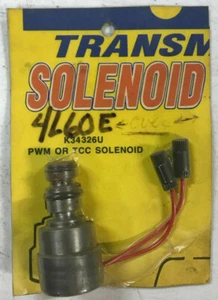 TRANSM
SOLENOID
4L60E
K34326U
PWM OR TCC SOLENOID